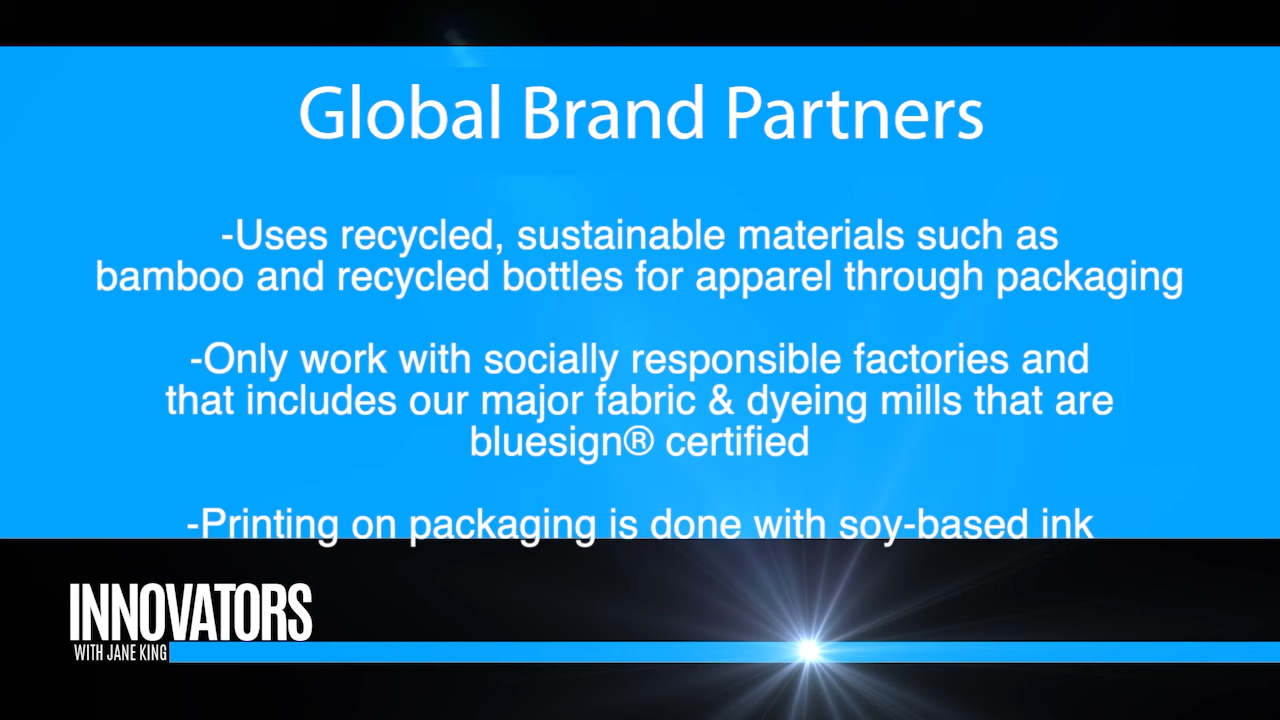 Global Brand Partners
-Uses recycled, sustainable materials such as
bamboo and recycled bottles for apparel through packaging
-Only work with socially responsible factories and
that includes our major fabric & dyeing mills that are
bluesign® certified
-Printing on packaging is done with soy-based ink
INNOVATORS
WITH JANE KING